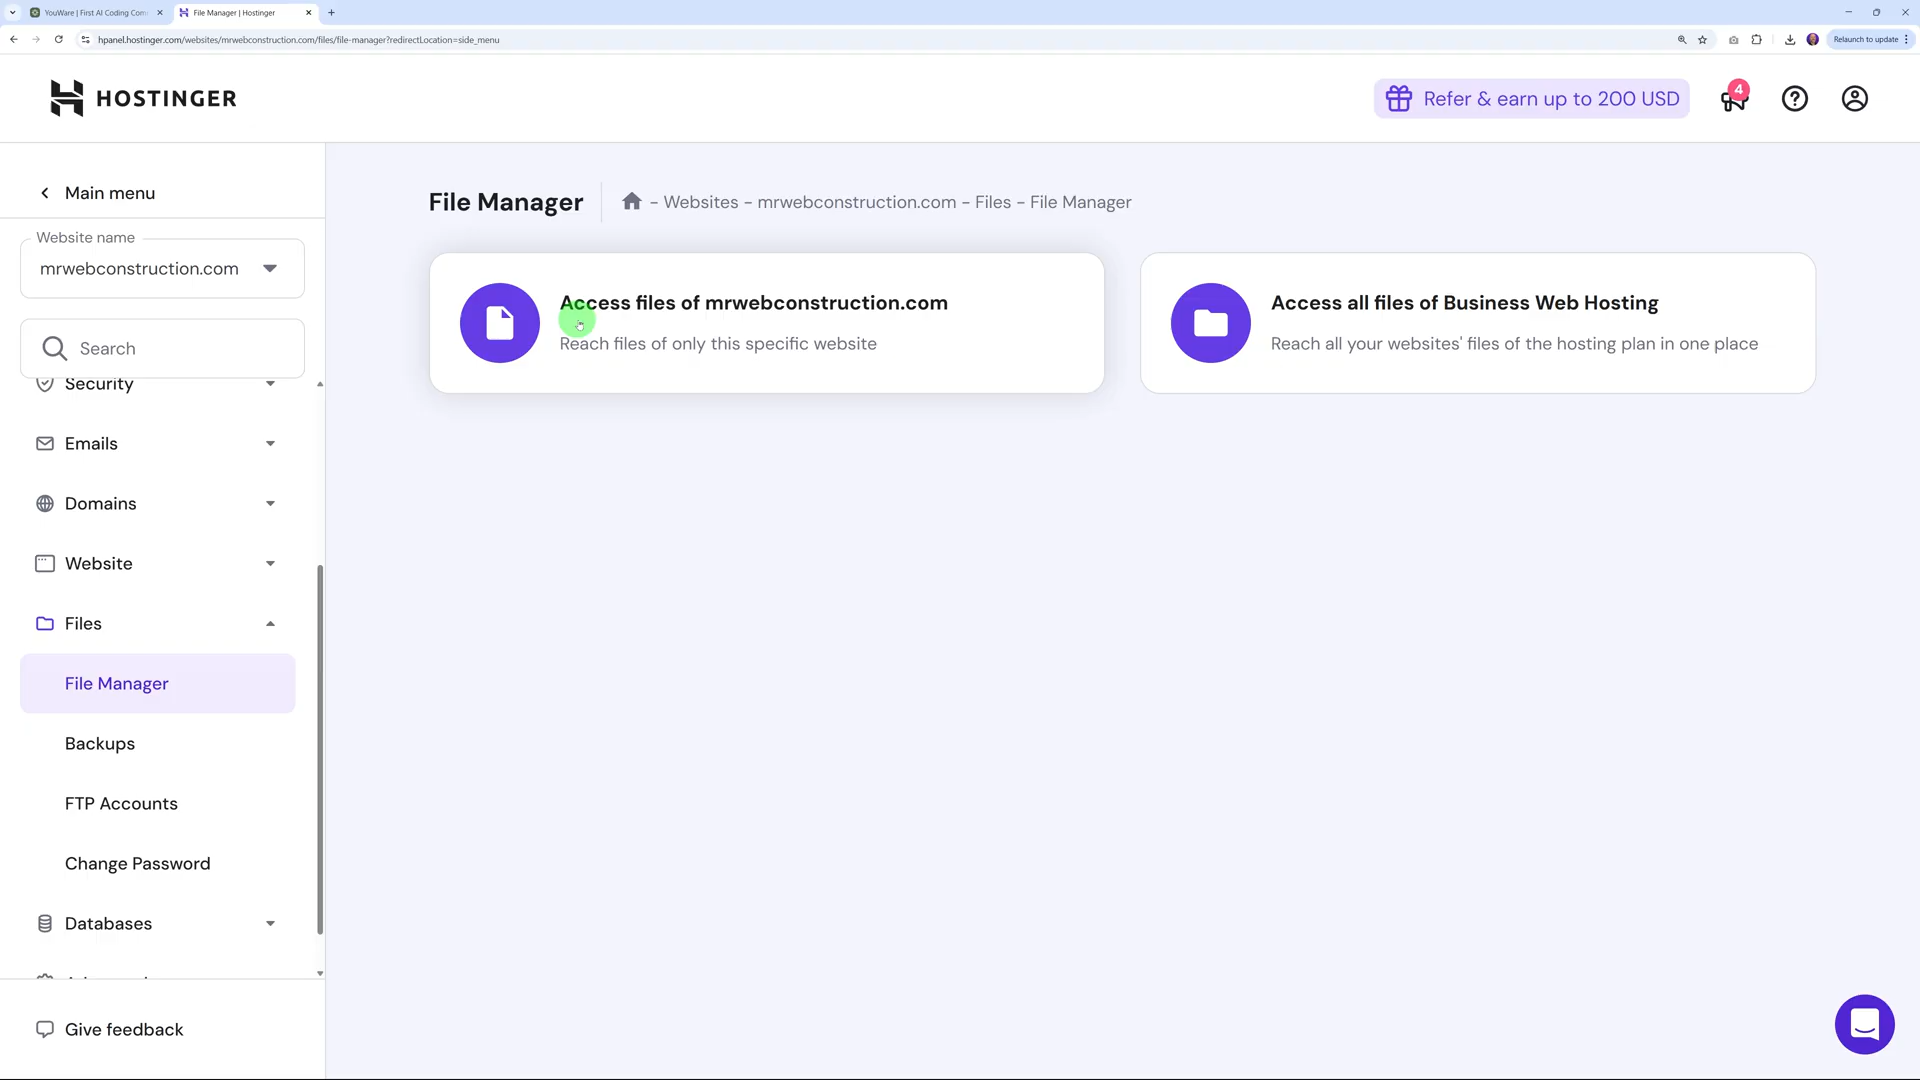 YouWare | First AI Coding Com
File Manager | Hostinger
hpanel.hostinger.com/websites/mrwebconstruction.com/files/file-manager?redirectLocation=side_menu
Relaunch to update
HOSTINGER
Refer & earn up to 200 USD
4
Main menu
Website name
mrwebconstruction.com
Search
Security
Emails
Domains
Website
Files
File Manager
Backups
FTP Accounts
Change Password
Databases
Give feedback
File Manager
- Websites - mrwebconstruction.com - Files - File Manager
Access files of mrwebconstruction.com
Reach files of only this specific website
Access all files of Business Web Hosting
Reach all your websites' files of the hosting plan in one place